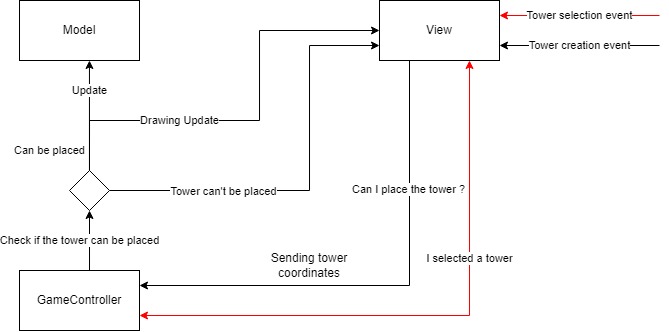 Model
View
Tower selection event
Tower creation event
Update
Drawing Update
Can be placed
Tower can't be placed
Can I place the tower ?
Check if the tower can be placed
Sending tower
coordinates
I selected a tower
GameController